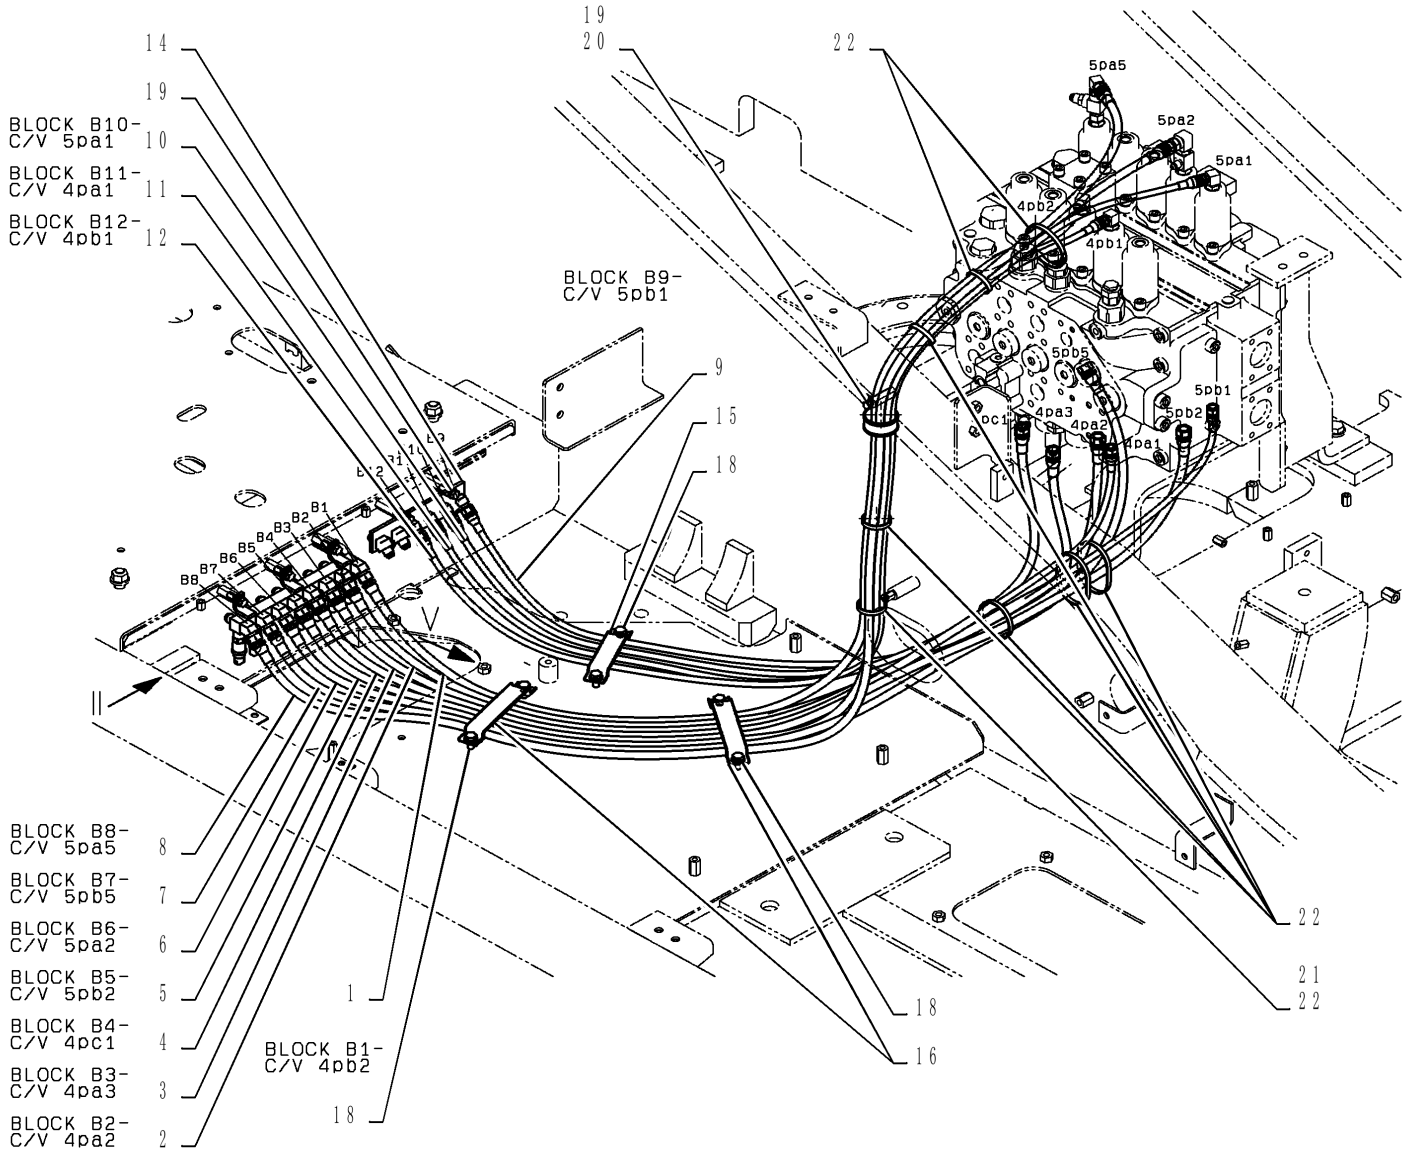 19
20
22
14
19
BLOCK B10-
C/V 5pa1
10
BLOCK B11-
C/V 4pa1
11
BLOCK B12-
C/V 4pb1
12
5pa5
5pa2
5pa1
4pb2
4pb1
BLOCK B9-
C/V 5pb1
9
15
18
5pb5
5pb1
pc1
4pa3
4pa2
4pa1
5pb2
B9
B12
B1
B2
B3
B4
B5
B6
B7
B8
V
II
BLOCK B8-
C/V 5pa5
8
BLOCK B7-
C/V 5pb5
7
BLOCK B6-
C/V 5pa2
6
BLOCK B5-
C/V 5pb2
5
BLOCK B4-
C/V 4pc1
4
BLOCK B3-
C/V 4pa3
3
BLOCK B2-
C/V 4pa2
2
1
BLOCK B1-
C/V 4pb2
18
18
16
22
21
22